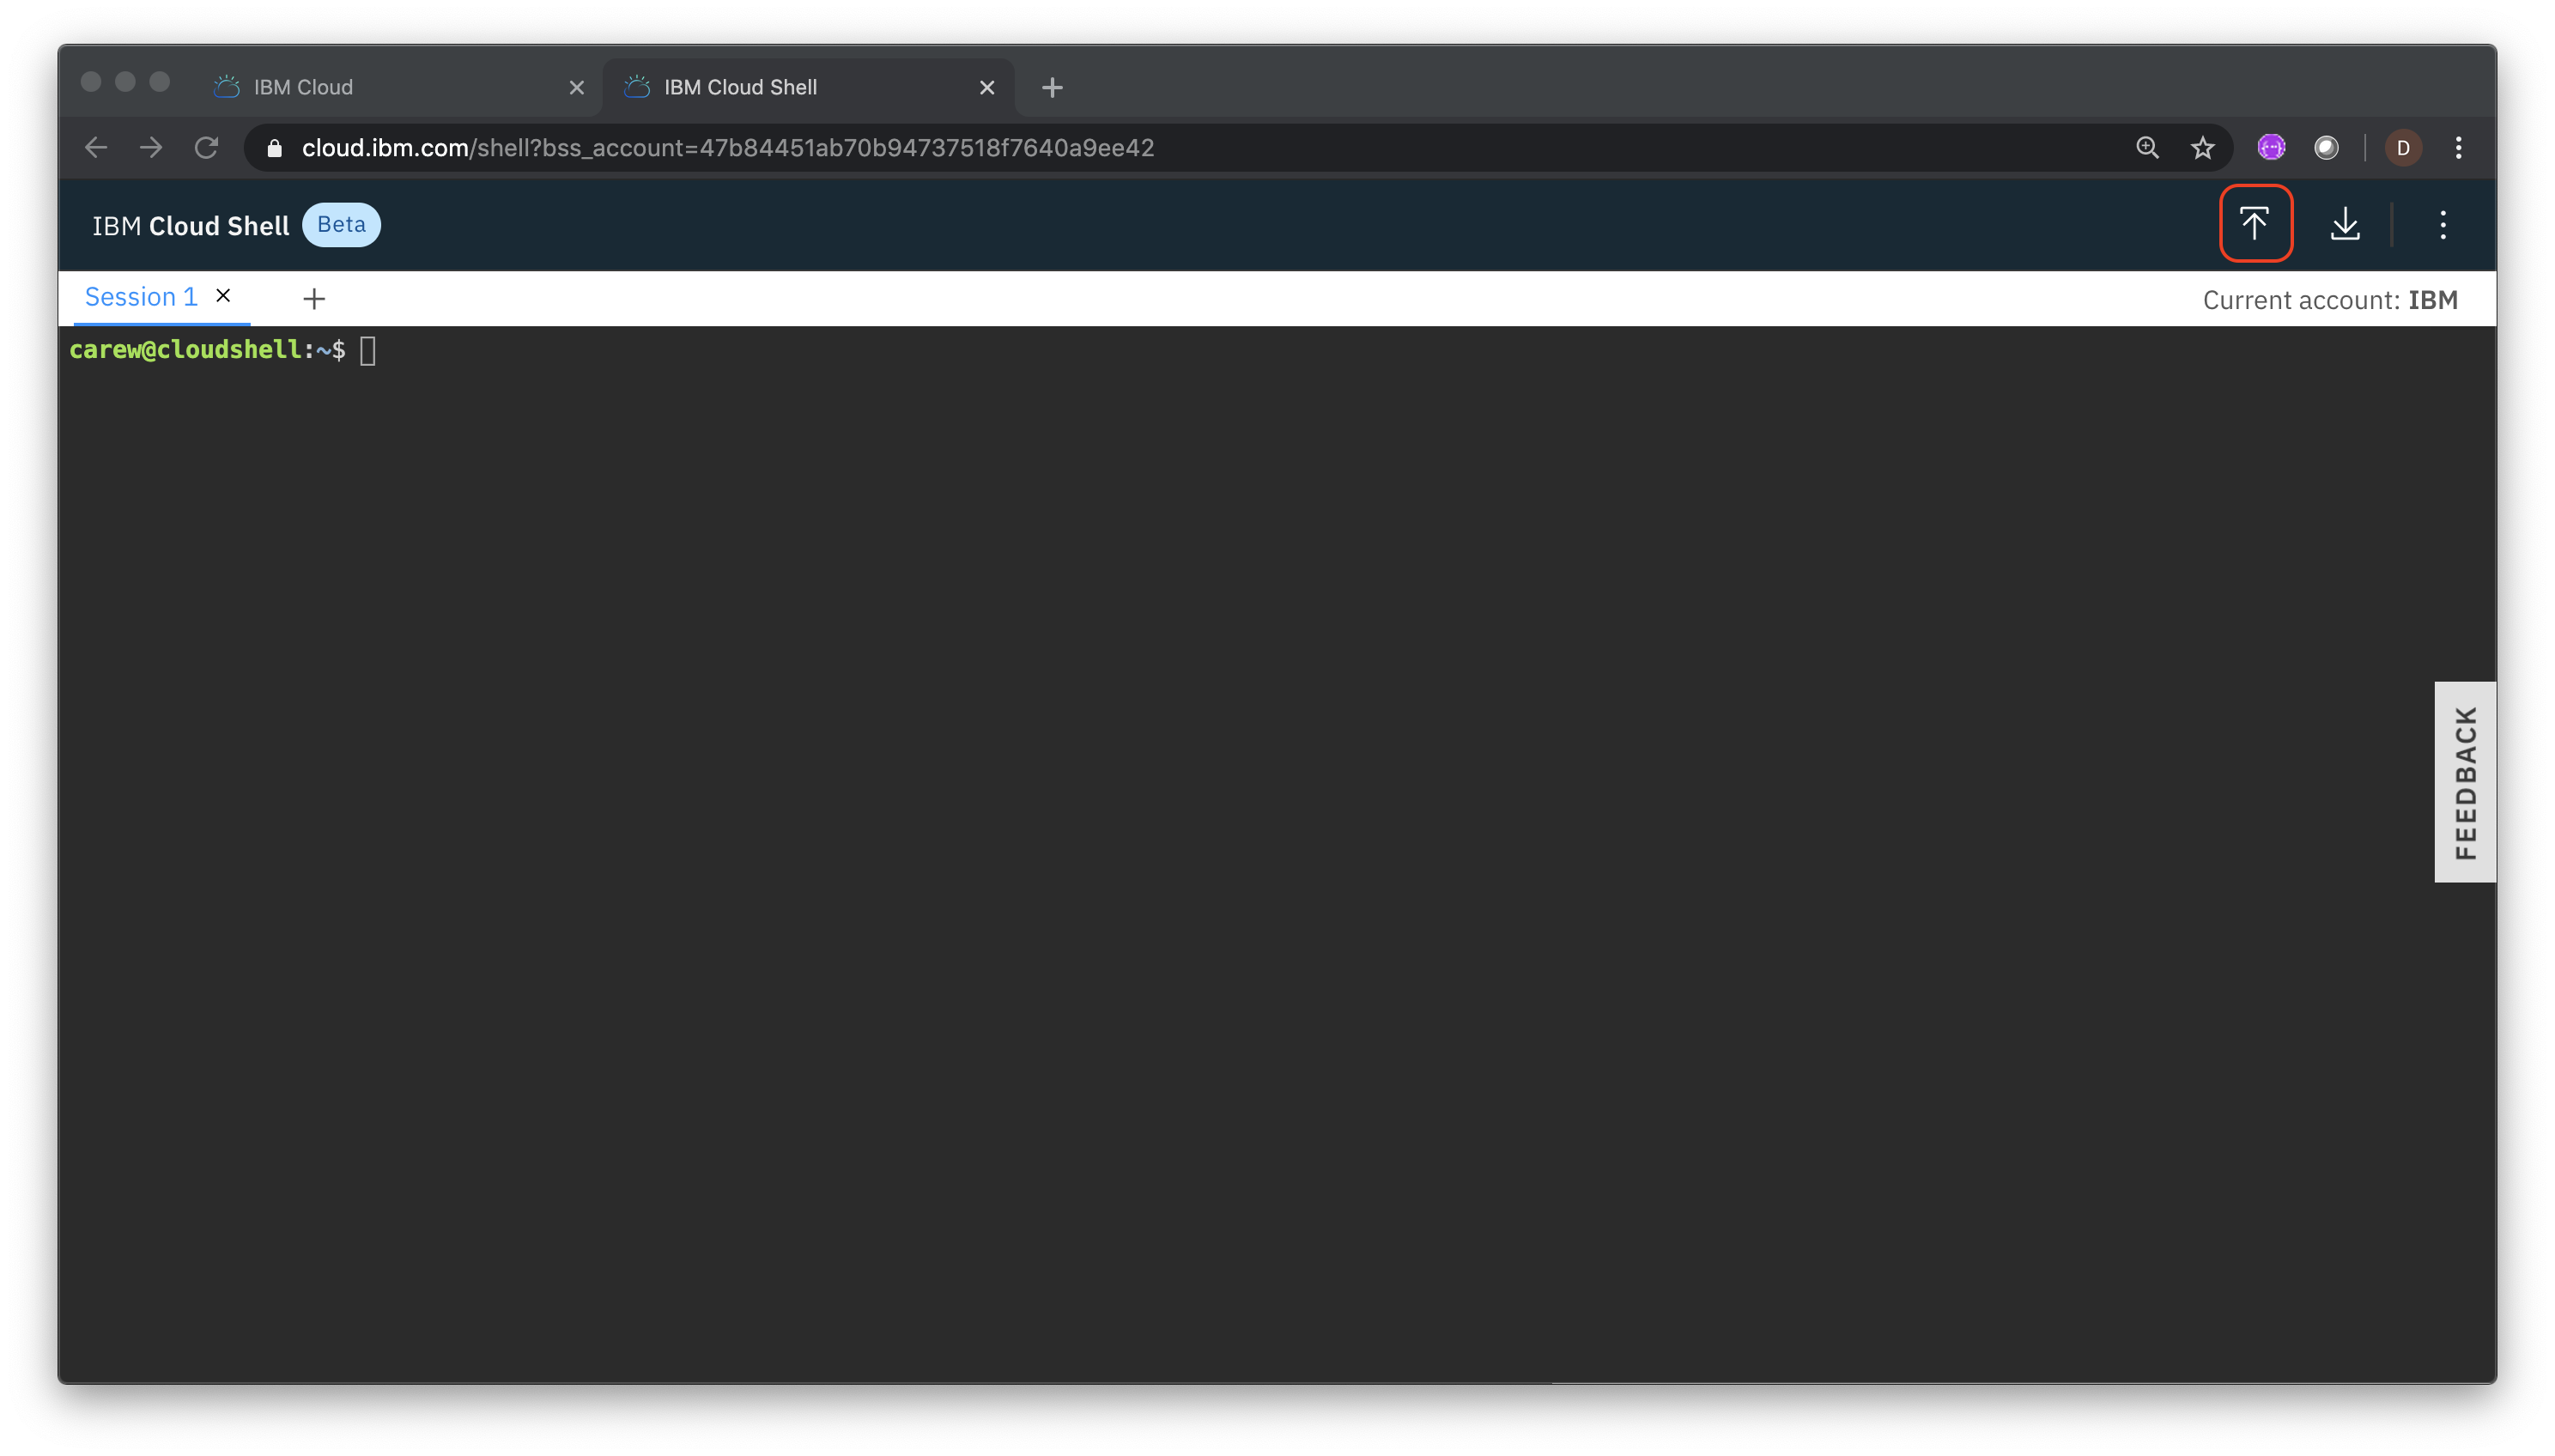 IBM Cloud
IBM Cloud Shell
cloud.ibm.com/shell?bss_account=47b84451ab70b94737518f7640a9ee42
D
IBM Cloud Shell Beta
Session 1
Current account: IBM
carew@cloudshell:~$
FEEDBACK